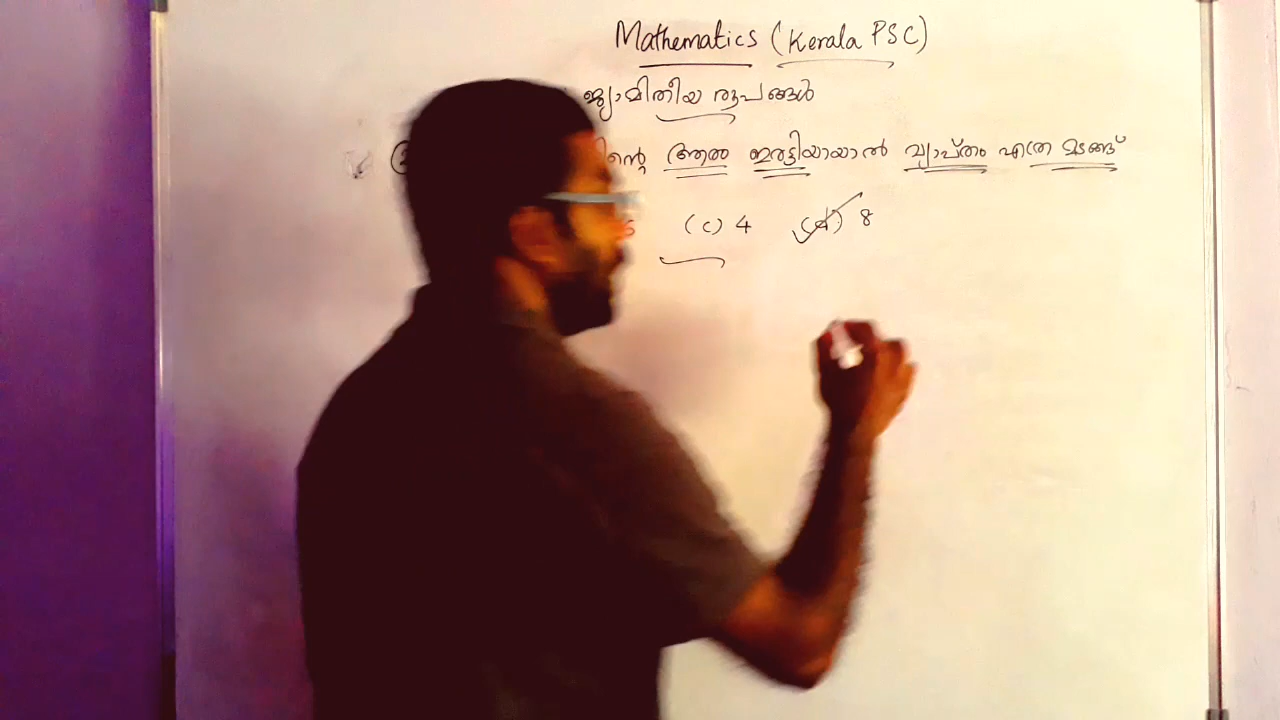 Mathematics (Kerala PSC)
ജ്യാമിതീയ രൂപങ്ങൾ
ആരം ഇരട്ടിയായാൽ വ്യാപ്തം എത്ര മടങ്ങ്
(c) 4 (d) 8